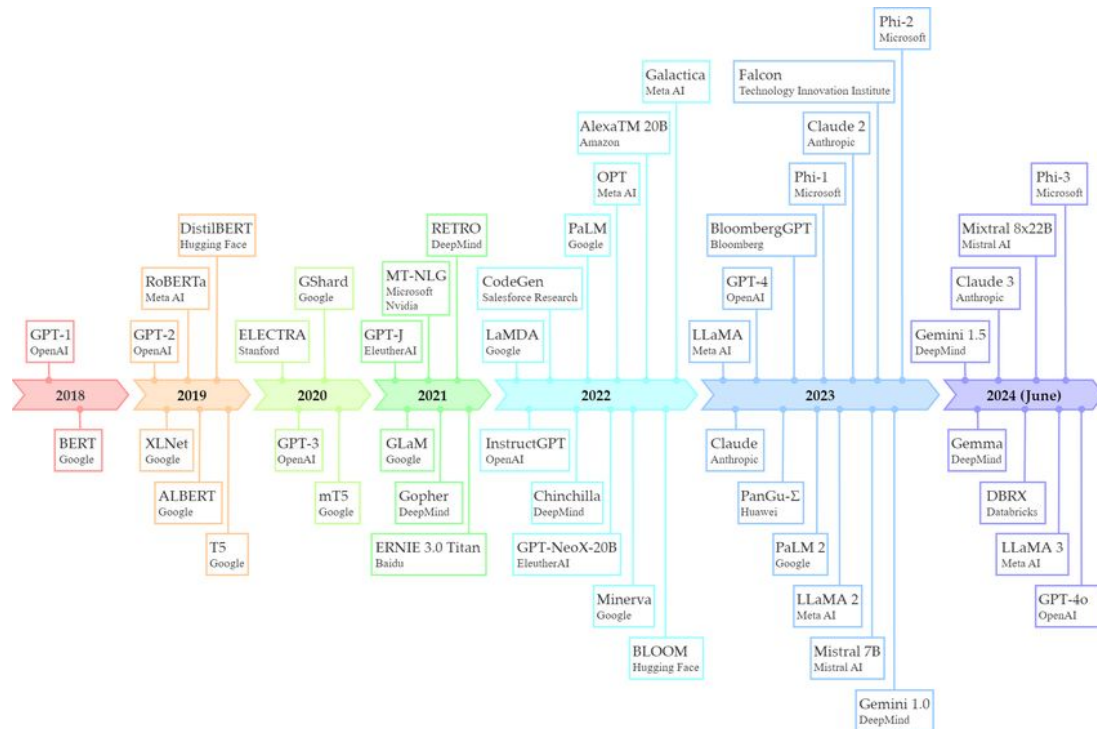 Phi-2
Microsoft
Galactica
Meta AI
Falcon
Technology Innovation Institute
AlexaTM 20B
Amazon
Claude 2
Anthropic
OPT
Meta AI
Phi-1
Microsoft
Phi-3
Microsoft
DistilBERT
Hugging Face
RETRO
DeepMind
PaLM
Google
BloombergGPT
Bloomberg
Mixtral 8x22B
Mistral AI
RoBERTa
Meta AI
GShard
Google
MT-NLG
Microsoft
Nvidia
CodeGen
Salesforce Research
GPT-4
OpenAI
Claude 3
Anthropic
GPT-1
OpenAI
GPT-2
OpenAI
ELECTRA
Stanford
GPT-J
EleutherAI
LaMDA
Google
LLaMA
Meta AI
Gemini 1.5
DeepMind
2018
2019
2020
2021
2022
2023
2024 (June)
BERT
Google
XLNet
Google
GPT-3
OpenAI
GLaM
Google
InstructGPT
OpenAI
Claude
Anthropic
Gemma
DeepMind
ALBERT
Google
mT5
Google
Gopher
DeepMind
Chinchilla
DeepMind
PanGu-Σ
Huawei
DBRX
Databricks
T5
Google
ERNIE 3.0 Titan
Baidu
GPT-NeoX-20B
EleutherAI
PaLM 2
Google
LLaMA 3
Meta AI
Minerva
Google
LLaMA 2
Meta AI
GPT-4o
OpenAI
BLOOM
Hugging Face
Mistral 7B
Mistral AI
Gemini 1.0
DeepMind